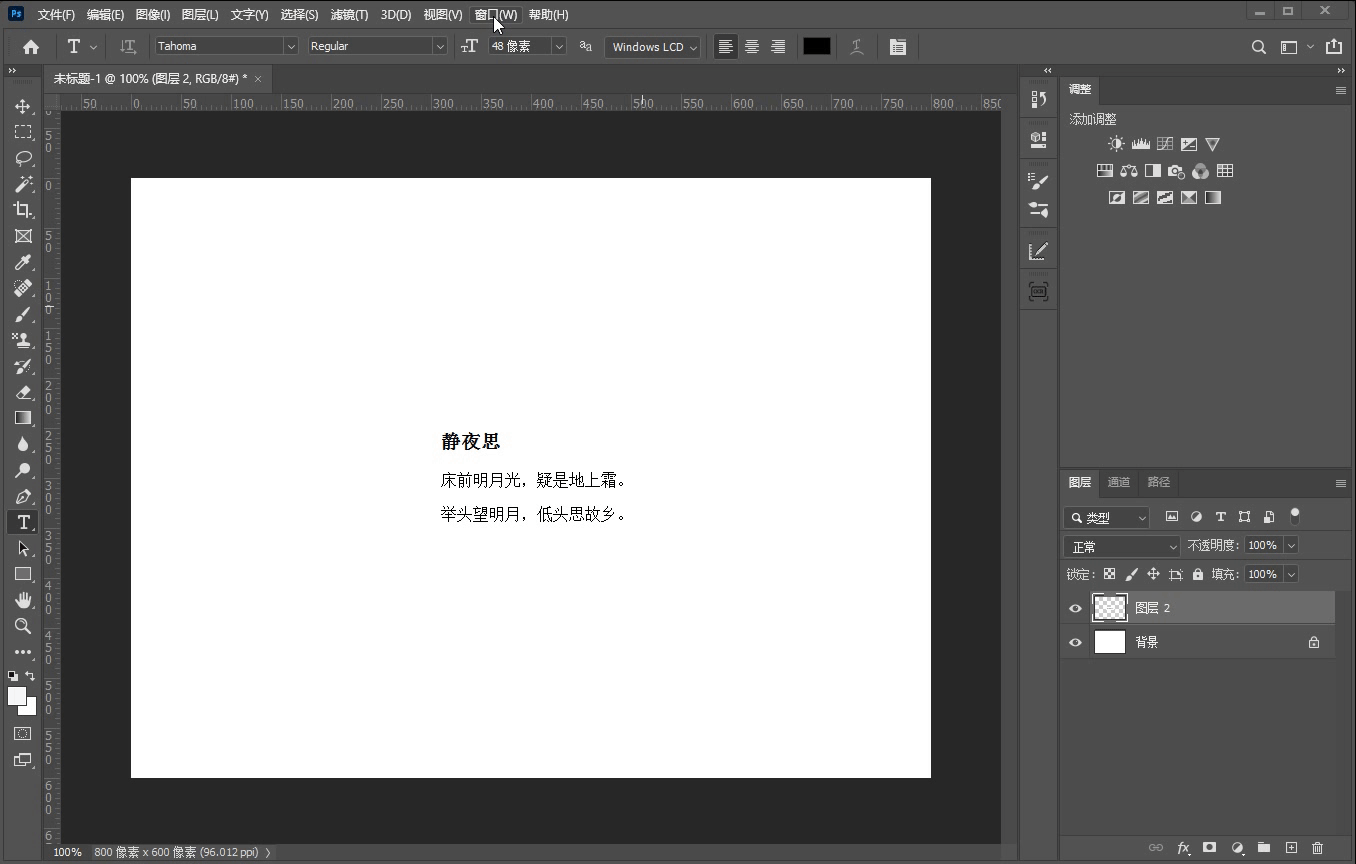 Ps 文件(F) 编辑(E) 图像(I) 图层(L) 文字(Y) 选择(S) 滤镜(T) 3D(D) 视图(V) 窗口(W) 帮助(H)
T Tahoma Regular 48 像素 Windows LCD
未标题-1 @ 100% (图层 2, RGB/8#) * ×
50 0 50 100 150 200 250 300 350 400 450 500 550 600 650 700 750 800 850
调整
添加调整
静夜思
床前明月光，疑是地上霜。
举头望明月，低头思故乡。
图层 通道 路径
类型
正常 不透明度: 100%
锁定: 填充: 100%
图层 2
背景
fx
100% 800 像素 x 600 像素 (96.012 ppi)